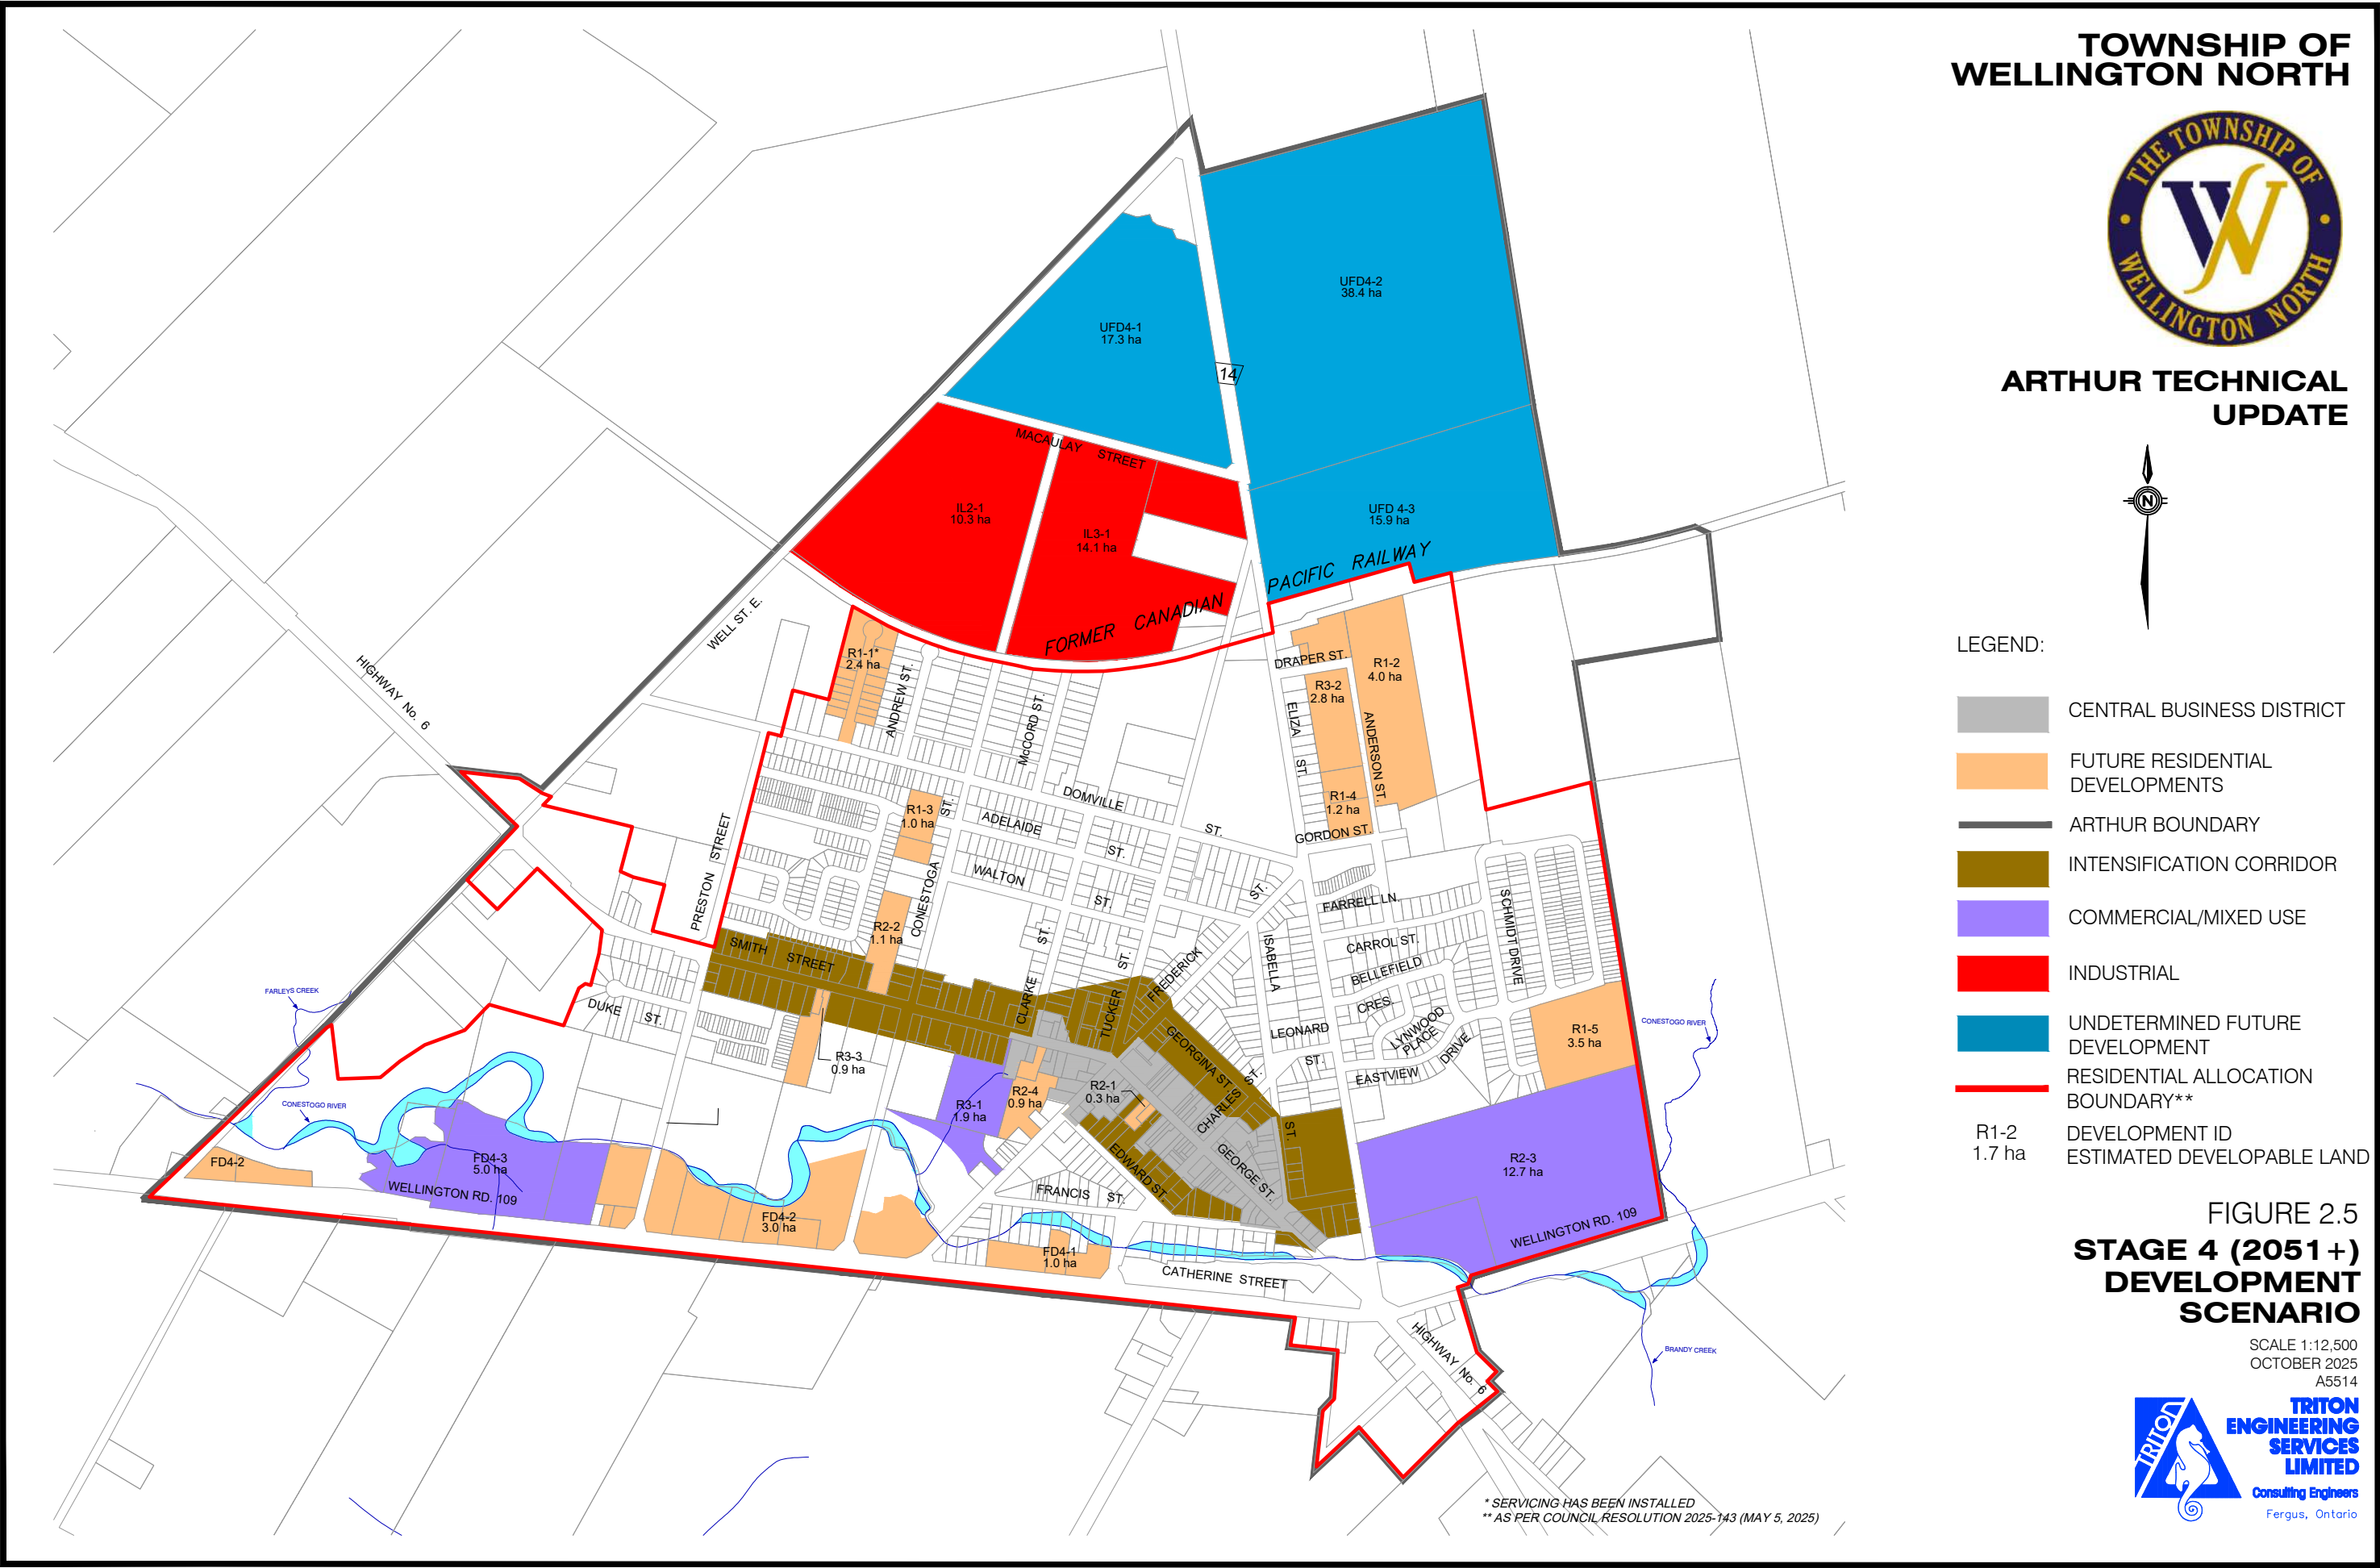 TOWNSHIP OF
WELLINGTON NORTH
THE TOWNSHIP OF
WELLINGTON NORTH
ARTHUR TECHNICAL
UPDATE
N
LEGEND:
CENTRAL BUSINESS DISTRICT
FUTURE RESIDENTIAL
DEVELOPMENTS
ARTHUR BOUNDARY
INTENSIFICATION CORRIDOR
COMMERCIAL/MIXED USE
INDUSTRIAL
UNDETERMINED FUTURE
DEVELOPMENT
RESIDENTIAL ALLOCATION
BOUNDARY**
R1-2
1.7 ha
DEVELOPMENT ID
ESTIMATED DEVELOPABLE LAND
FIGURE 2.5
STAGE 4 (2051+)
DEVELOPMENT
SCENARIO
SCALE 1:12,500
OCTOBER 2025
A5514
TRITON
TRITON
ENGINEERING
SERVICES
LIMITED
Consulting Engineers
Fergus, Ontario
UFD4-2
38.4 ha
UFD4-1
17.3 ha
14
MACAULAY STREET
IL2-1
10.3 ha
IL3-1
14.1 ha
UFD 4-3
15.9 ha
FORMER CANADIAN PACIFIC RAILWAY
WELL ST. E.
HIGHWAY No. 6
R1-1*
2.4 ha
ANDREW ST.
McCORD ST.
DRAPER ST.
R1-2
4.0 ha
R3-2
2.8 ha
ELIZA ST.
ANDERSON ST.
R1-4
1.2 ha
GORDON ST.
DOMVILLE ST.
R1-3
1.0 ha
ADELAIDE ST.
PRESTON STREET
CONESTOGA ST.
WALTON ST.
R2-2
1.1 ha
FARRELL LN.
SCHMIDT DRIVE
SMITH STREET
CLARKE ST.
TUCKER ST.
FREDERICK ST.
ISABELLA ST.
CARROL ST.
BELLEFIELD CRES.
LEONARD ST.
LYNWOOD PLACE
EASTVIEW DRIVE
R1-5
3.5 ha
CONESTOGO RIVER
FARLEYS CREEK
DUKE ST.
CONESTOGO RIVER
R3-3
0.9 ha
GEORGINA ST.
CHARLES ST.
R2-1
0.3 ha
R2-4
0.9 ha
R3-1
1.9 ha
EDWARD ST.
GEORGE ST.
FRANCIS ST.
R2-3
12.7 ha
WELLINGTON RD. 109
FD4-2
FD4-3
5.0 ha
WELLINGTON RD. 109
FD4-2
3.0 ha
FD4-1
1.0 ha
CATHERINE STREET
HIGHWAY No. 6
BRANDY CREEK
* SERVICING HAS BEEN INSTALLED
** AS PER COUNCIL RESOLUTION 2025-143 (MAY 5, 2025)